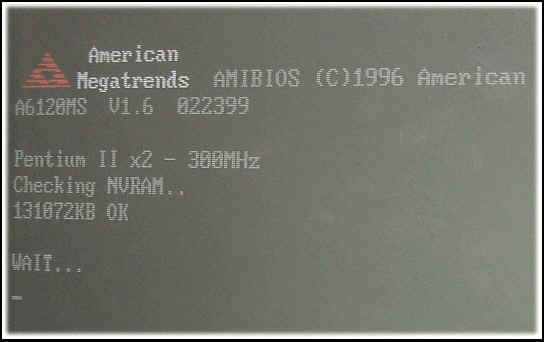 American
Megatrends AMIBIOS (C)1996 American
A6120MS V1.6 022399
Pentium II x2 - 300MHz
Checking NVRAM..
131072KB OK
WAIT...
_